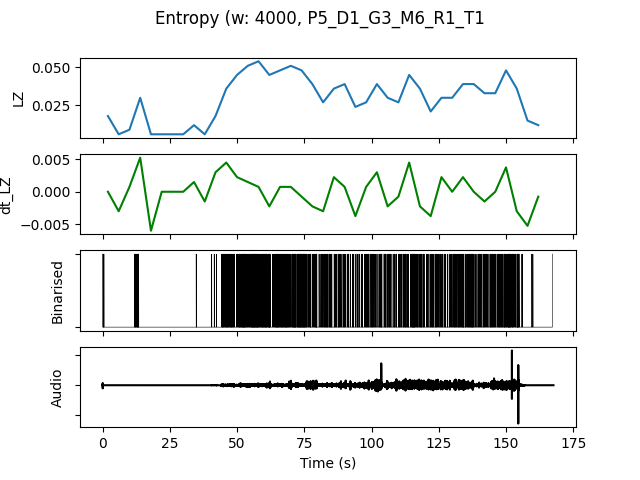 Entropy (w: 4000, P5_D1_G3_M6_R1_T1
0.050
0.025
LZ
0.005
0.000
−0.005
dt_LZ
Binarised
Audio
0 25 50 75 100 125 150 175
Time (s)